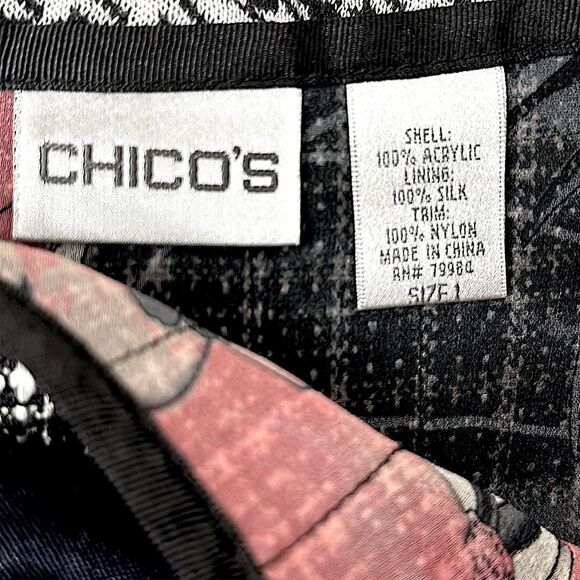 CHICO'S
SHELL:
100% ACRYLIC
LINING:
100% SILK
TRIM:
100% NYLON
MADE IN CHINA
RN# 79984
SIZE 1